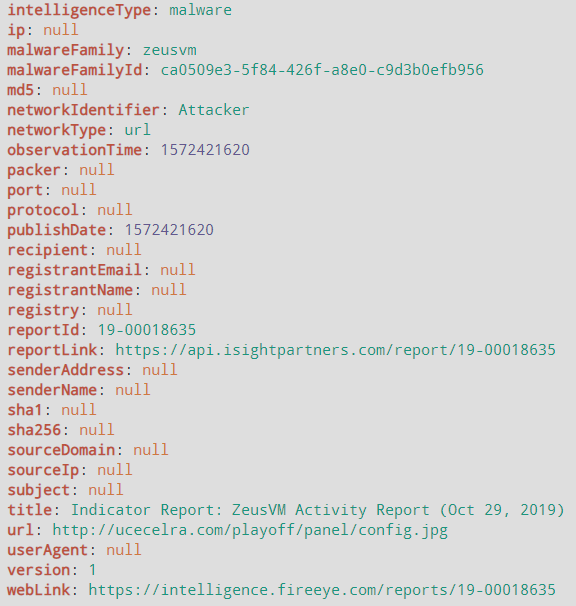 intelligenceType: malware
ip: null
malwareFamily: zeusvm
malwareFamilyId: ca0509e3-5f84-426f-a8e0-c9d3b0efb956
md5: null
networkIdentifier: Attacker
networkType: url
observationTime: 1572421620
packer: null
port: null
protocol: null
publishDate: 1572421620
recipient: null
registrantEmail: null
registrantName: null
registry: null
reportId: 19-00018635
reportLink: https://api.isightpartners.com/report/19-00018635
senderAddress: null
senderName: null
sha1: null
sha256: null
sourceDomain: null
sourceIp: null
subject: null
title: Indicator Report: ZeusVM Activity Report (Oct 29, 2019)
url: http://ucecelra.com/playoff/panel/config.jpg
userAgent: null
version: 1
webLink: https://intelligence.fireeye.com/reports/19-00018635